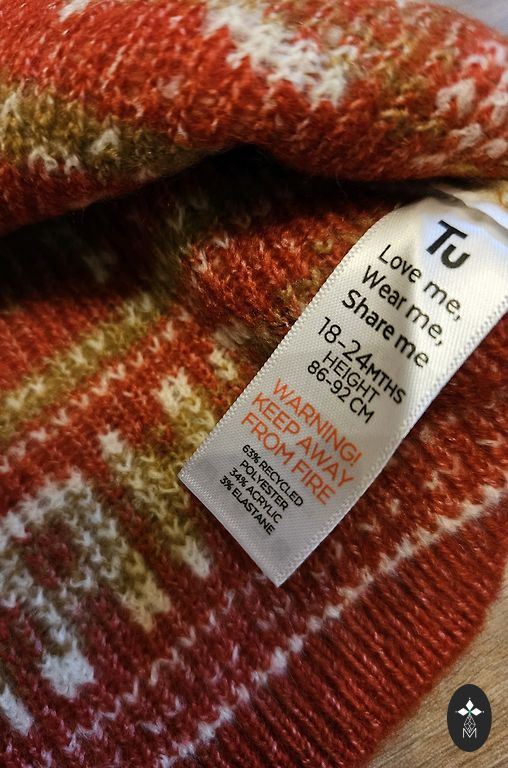 Tu
Love me,
Wear me,
Share me
18-24MTHS
HEIGHT
86-92 CM
WARNING!
KEEP AWAY
FROM FIRE
63% RECYCLED
POLYESTER
34% ACRYLIC
3% ELASTANE
M